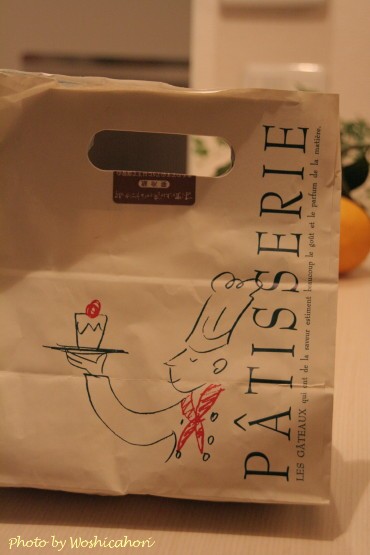 PÂTISSERIE
LES GÂTEAUX qui ont de la saveur estiment beaucoup le goût et le parfum de la matière.
Photo by Woshicahori